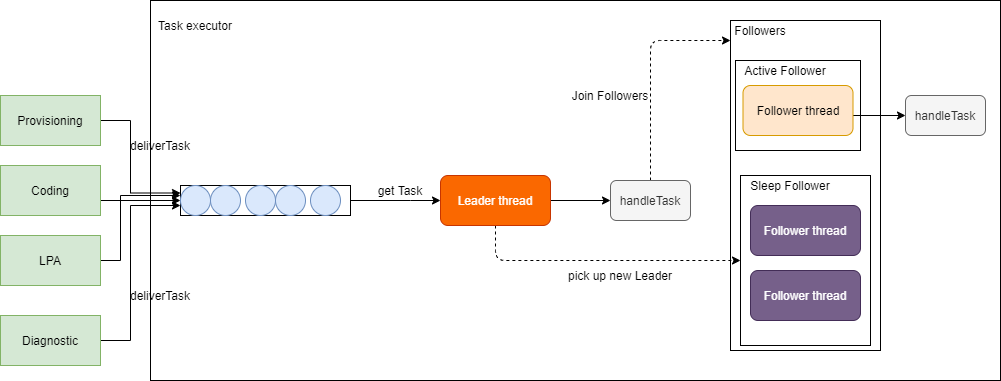 Task executor
Followers
Active Follower
Follower thread
handleTask
Join Followers
Provisioning
deliverTask
Coding
get Task
Leader thread
handleTask
Sleep Follower
Follower thread
LPA
pick up new Leader
Follower thread
deliverTask
Diagnostic